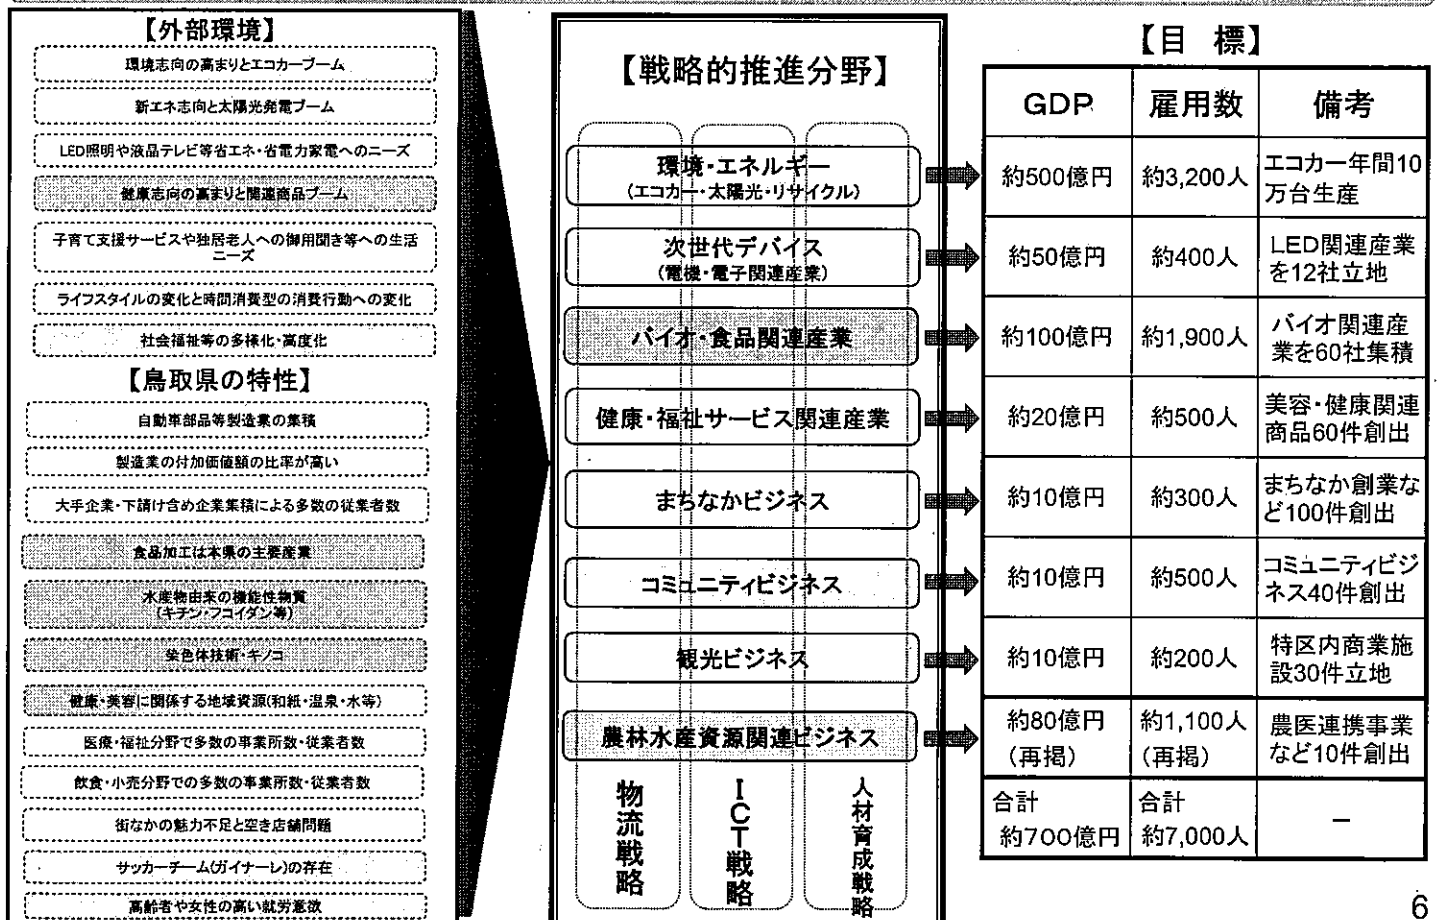 【外部環境】
環境志向の高まりとエコカーブーム
新エネ志向と太陽光発電ブーム
LED照明や液晶テレビ等省エネ・省電力家電へのニーズ
健康志向の高まりと関連商品ブーム
子育て支援サービスや独居老人への御用聞き等への生活
ニーズ
ライフスタイルの変化と時間消費型の消費行動への変化
社会福祉等の多様化・高度化
【鳥取県の特性】
自動車部品等製造業の集積
製造業の付加価値額の比率が高い
大手企業・下請け含め企業集積による多数の従業者数
食品加工は本県の主要産業
水産物由来の機能性物質
(キチン・フコイダン等)
染色体技術・キノコ
健康・美容に関係する地域資源(和紙・温泉・水等)
医療・福祉分野で多数の事業所数・従業者数
飲食・小売分野での多数の事業所数・従業者数
街なかの魅力不足と空き店舗問題
サッカーチーム(ガイナーレ)の存在
高齢者や女性の高い就労意欲
【戦略的推進分野】
環境・エネルギー
(エコカー・太陽光・リサイクル)
次世代デバイス
(電機・電子関連産業)
バイオ・食品関連産業
健康・福祉サービス関連産業
まちなかビジネス
コミュニティビジネス
観光ビジネス
農林水産資源関連ビジネス
物流戦略
ICT戦略
人材育成戦略
【目 標】
GDP 雇用数 備考
約500億円 約3,200人 エコカー年間10
万台生産
約50億円 約400人 LED関連産業
を12社立地
約100億円 約1,900人 バイオ関連産
業を60社集積
約20億円 約500人 美容・健康関連
商品60件創出
約10億円 約300人 まちなか創業な
ど100件創出
約10億円 約500人 コミュニティビジ
ネス40件創出
約10億円 約200人 特区内商業施
設30件立地
約80億円 約1,100人 農医連携事業
(再掲) (再掲) など10件創出
合計 合計
約700億円 約7,000人 －
6